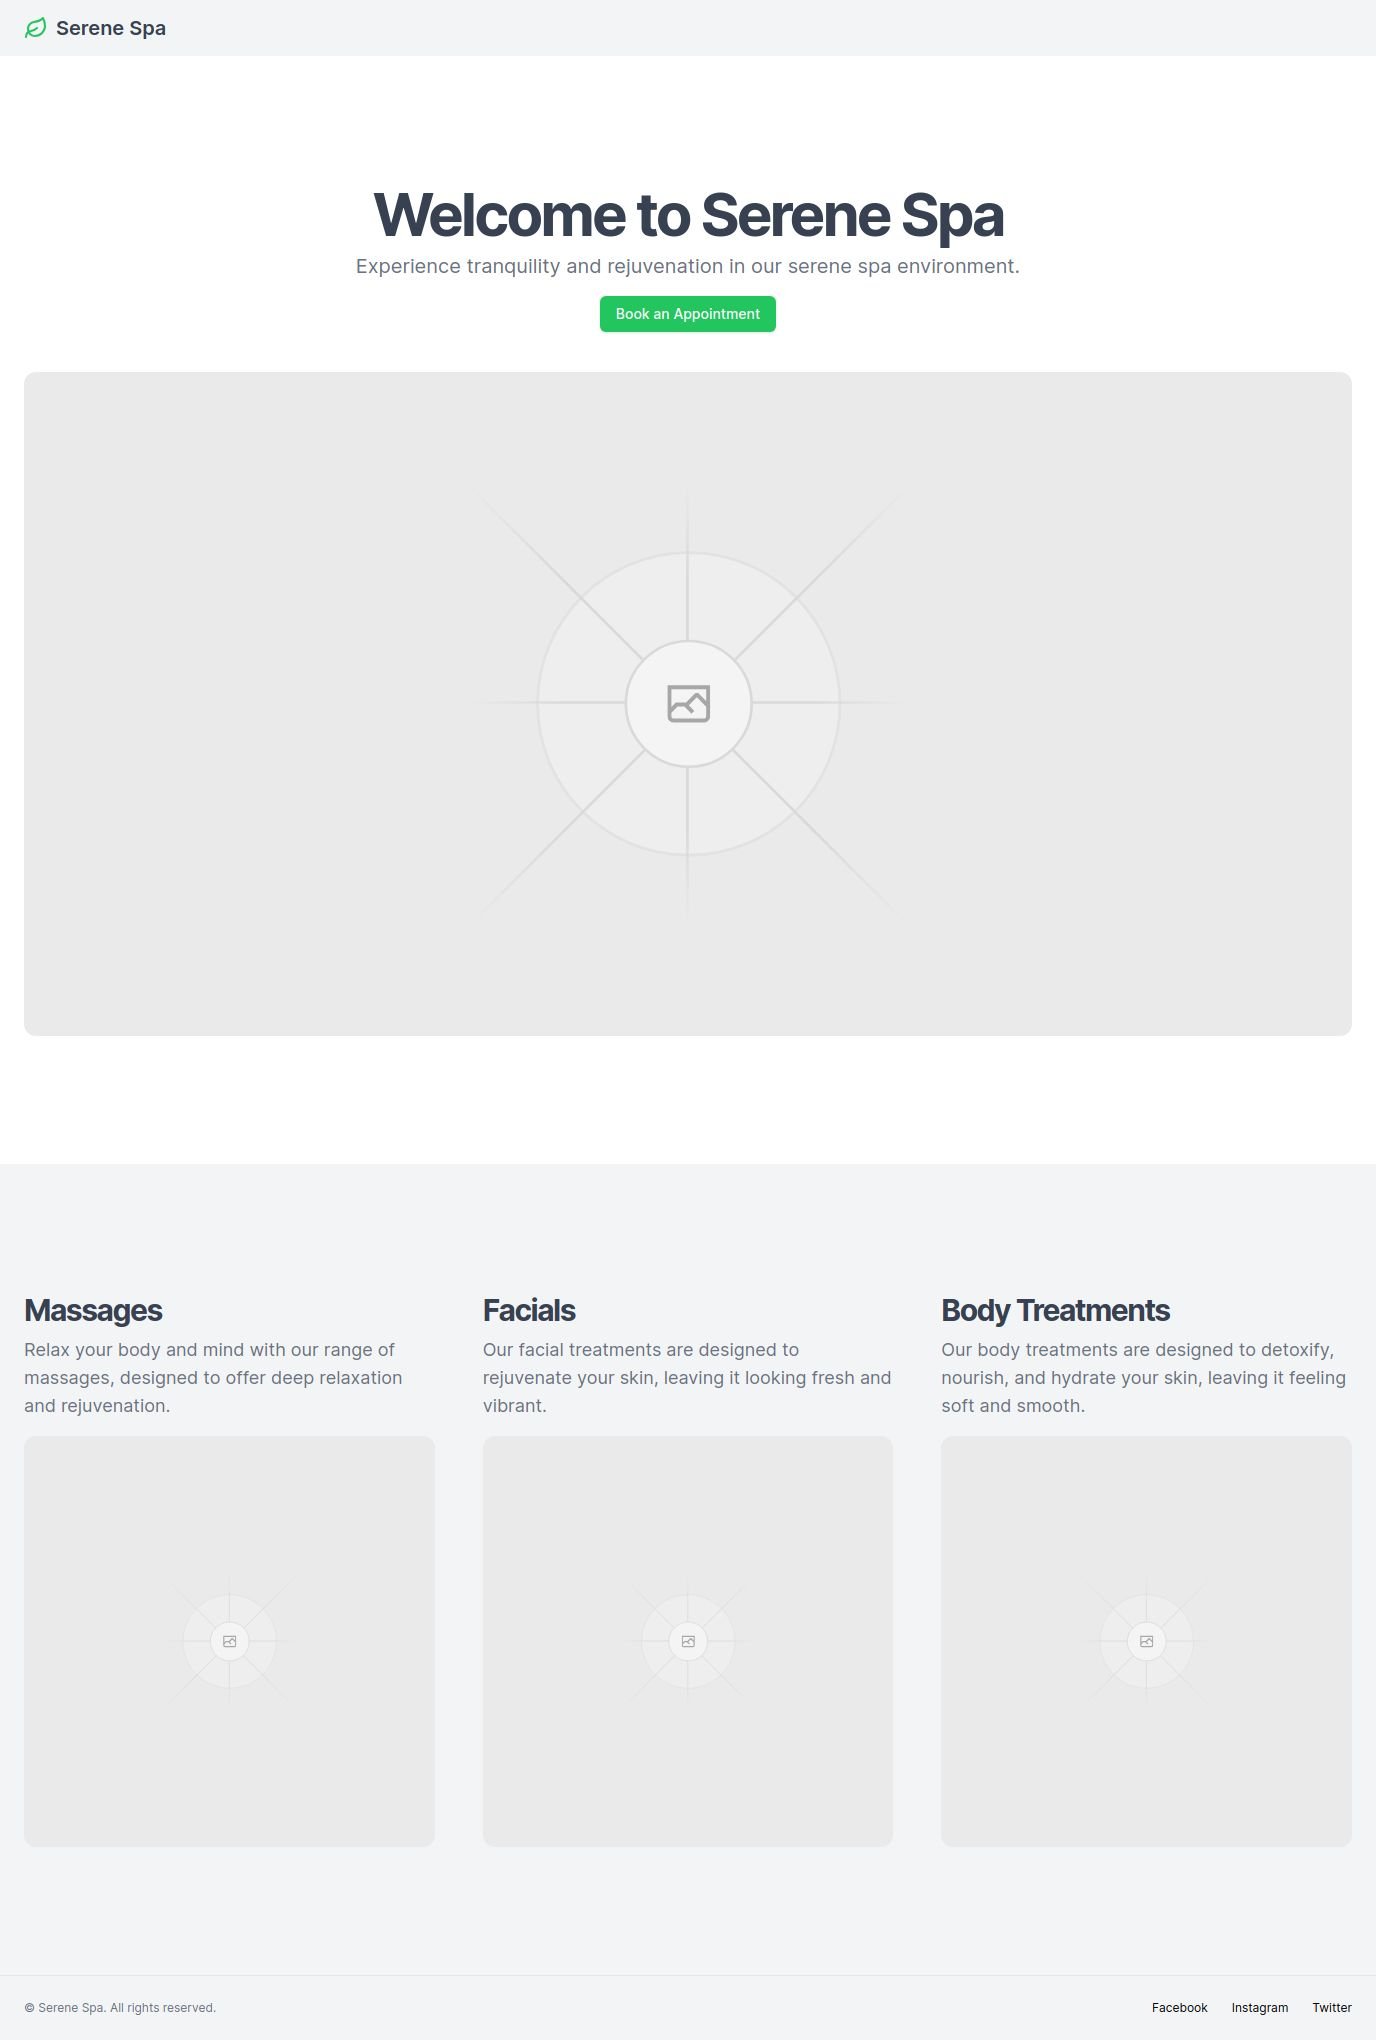 Serene Spa
Welcome to Serene Spa
Experience tranquility and rejuvenation in our serene spa environment.
Book an Appointment
Massages
Relax your body and mind with our range of
massages, designed to offer deep relaxation
and rejuvenation.
Facials
Our facial treatments are designed to
rejuvenate your skin, leaving it looking fresh and
vibrant.
Body Treatments
Our body treatments are designed to detoxify,
nourish, and hydrate your skin, leaving it feeling
soft and smooth.
© Serene Spa. All rights reserved.
Facebook
Instagram
Twitter